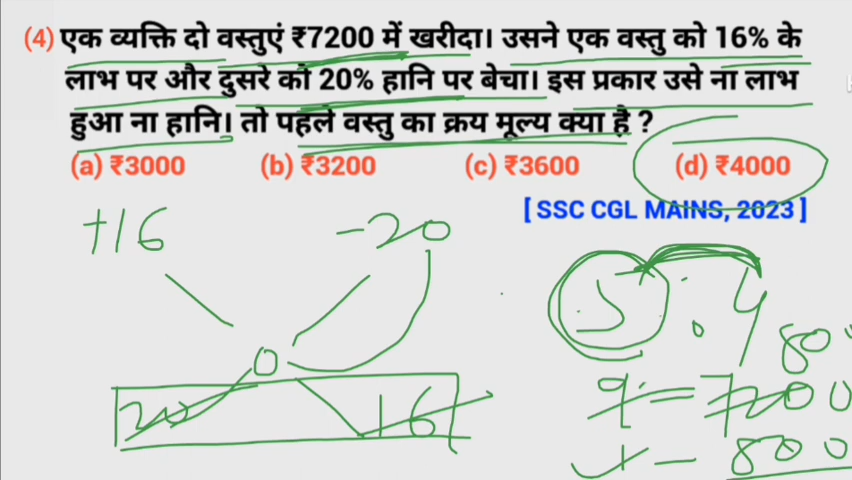 (4) एक व्यक्ति दो वस्तुएं ₹7200 में खरीदा। उसने एक वस्तु को 16% के
लाभ पर और दुसरे को 20% हानि पर बेचा। इस प्रकार उसे ना लाभ
हुआ ना हानि। तो पहले वस्तु का क्रय मूल्य क्या है ?
(a) ₹3000 (b) ₹3200 (c) ₹3600 (d) ₹4000
[ SSC CGL MAINS, 2023 ]
+16 -20
5 : 4
0
20 16
9 = 7200
1 - 800